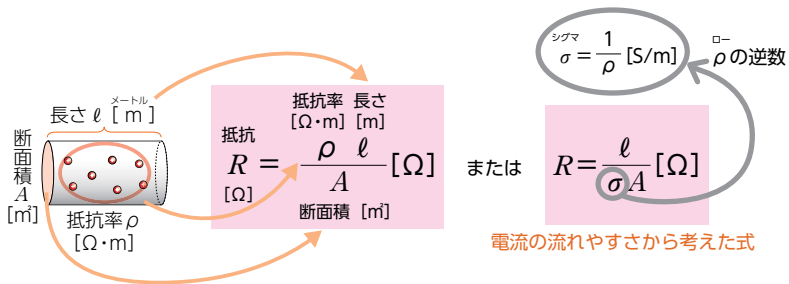 長さ ℓ [m]
メートル
断面積 A [㎡]
抵抗率ρ
[Ω・m]
抵抗率 長さ
[Ω・m] [m]
抵抗
R = ρ ℓ / A [Ω]
[Ω]
断面積 [㎡]
または
シグマ
σ = 1 / ρ [S/m]
ロー
ρの逆数
R = ℓ / σA [Ω]
電流の流れやすさから考えた式